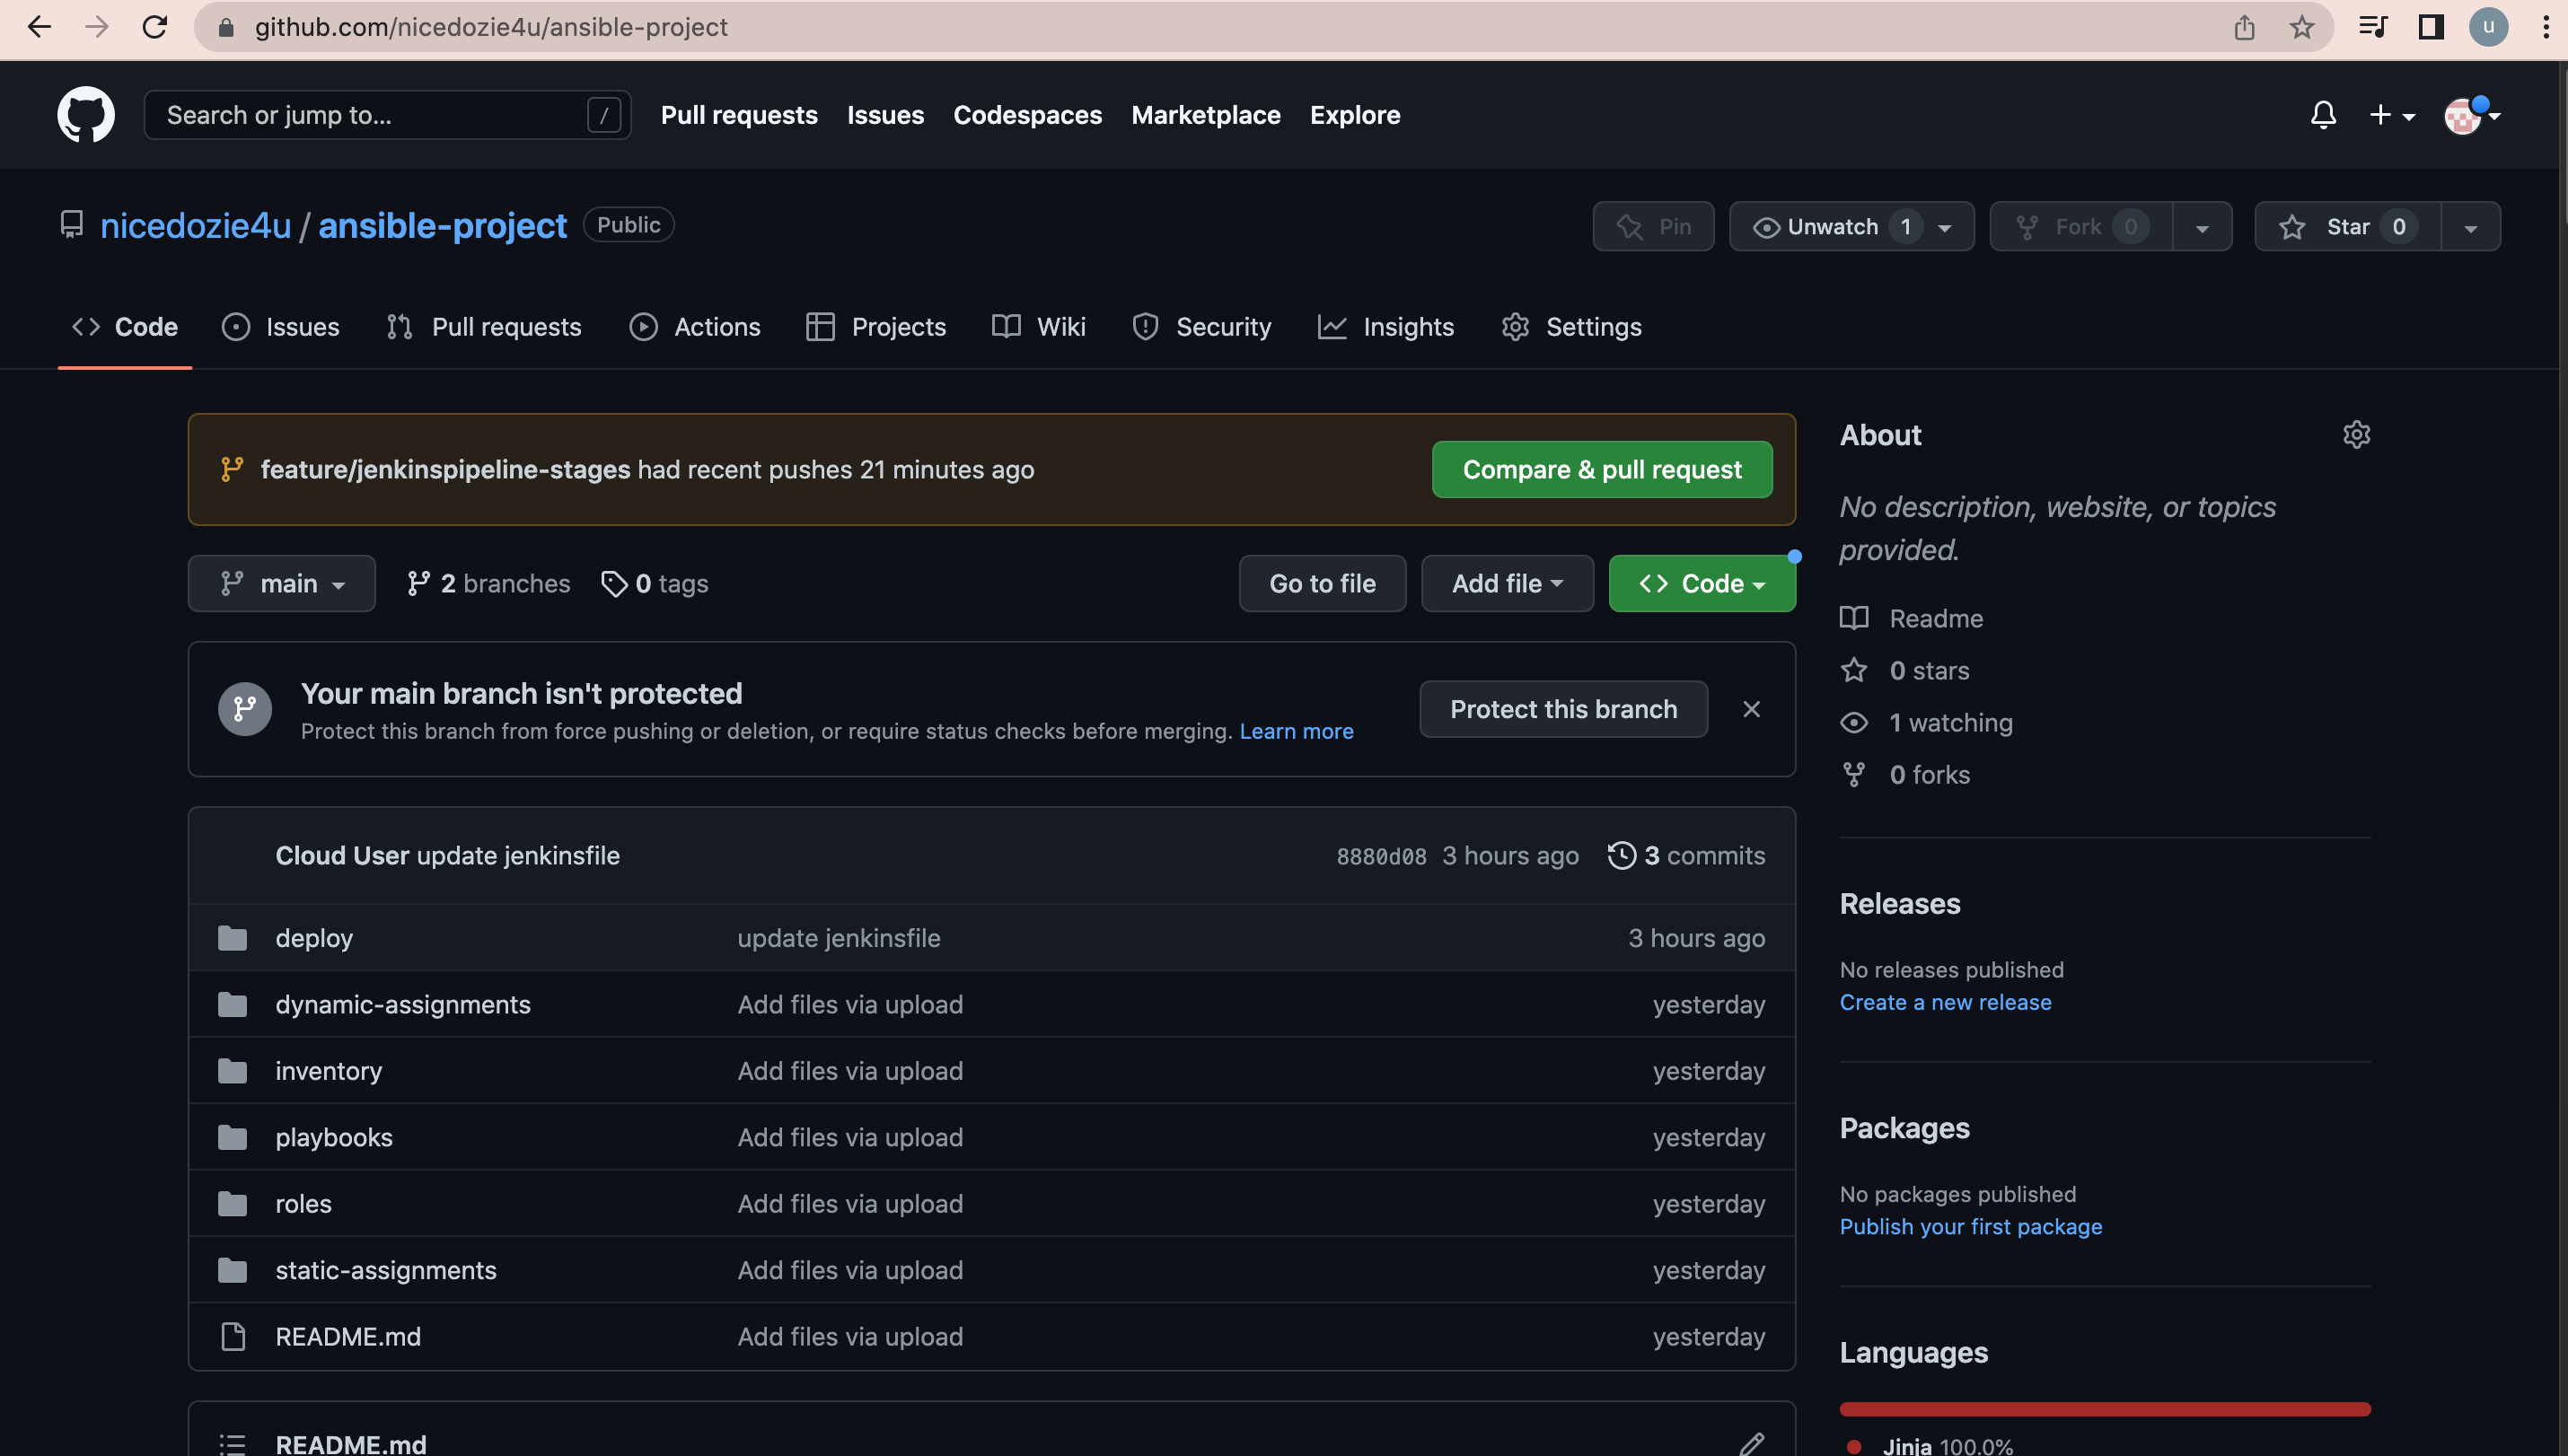 github.com/nicedozie4u/ansible-project
u
Search or jump to... /
Pull requests Issues Codespaces Marketplace Explore
nicedozie4u / ansible-project Public
Pin Unwatch 1 Fork 0 Star 0
Code Issues Pull requests Actions Projects Wiki Security Insights Settings
feature/jenkinspipeline-stages had recent pushes 21 minutes ago Compare & pull request
main 2 branches 0 tags Go to file Add file Code
Your main branch isn't protected
Protect this branch from force pushing or deletion, or require status checks before merging. Learn more
Protect this branch
Cloud User update jenkinsfile 8880d08 3 hours ago 3 commits
deploy update jenkinsfile 3 hours ago
dynamic-assignments Add files via upload yesterday
inventory Add files via upload yesterday
playbooks Add files via upload yesterday
roles Add files via upload yesterday
static-assignments Add files via upload yesterday
README.md Add files via upload yesterday
README.md
About
No description, website, or topics
provided.
Readme
0 stars
1 watching
0 forks
Releases
No releases published
Create a new release
Packages
No packages published
Publish your first package
Languages
Jinja 100.0%